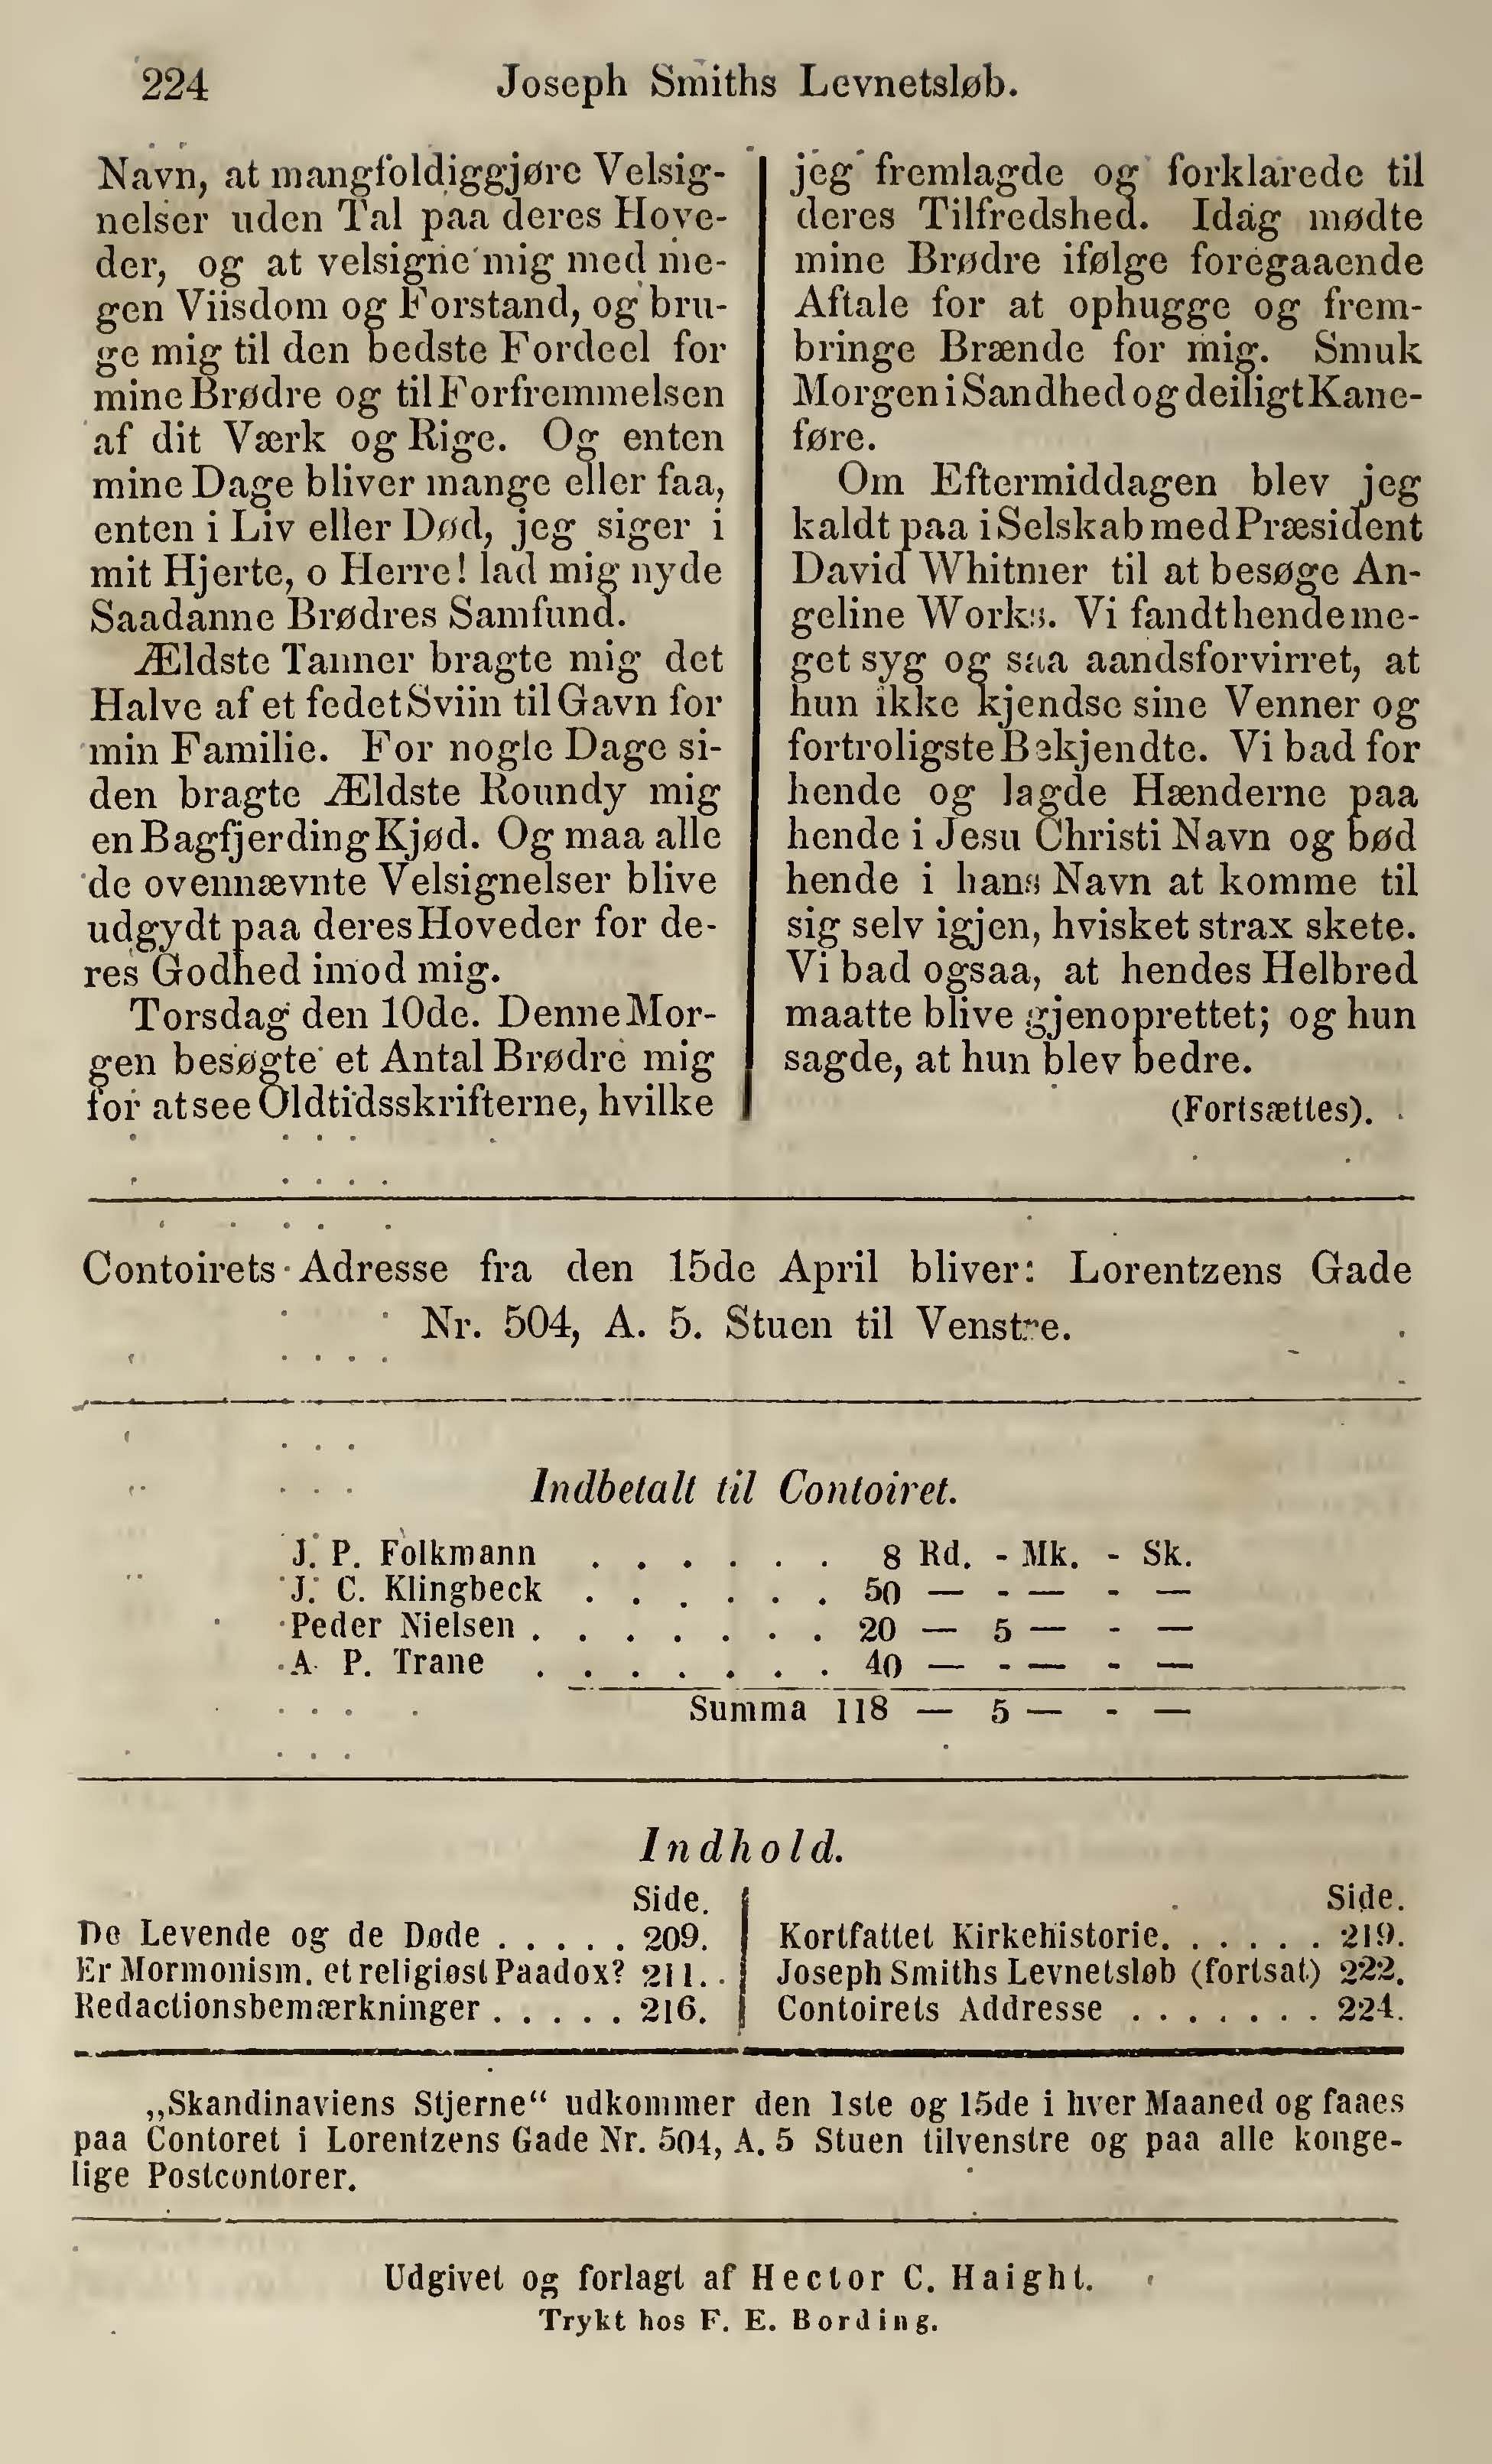 224
Joseph Smiths Levnetsløb.
Navn, at mangfoldiggjøre Velsig-
nelser uden Tal paa deres Hove-
der, og at velsigne mig med me-
gen Viisdom og Forstand, og bru-
ge mig til den bedste Fordeel for
mine Brødre og til Forfremmelsen
af dit Værk og Rige. Og enten
mine Dage bliver mange eller faa,
enten i Liv eller Død, jeg siger i
mit Hjerte, o Herre! lad mig nyde
Saadanne Brødres Samfund.
Ældste Tanner bragte mig det
Halve af et fedet Sviin til Gavn for
min Familie. For nogle Dage si-
den bragte Ældste Roundy mig
en Bagfjerding Kjød. Og maa alle
de ovennævnte Velsignelser blive
udgydt paa deres Hoveder for de-
res Godhed imod mig.
Torsdag den 10de. Denne Mor-
gen besøgte et Antal Brødre mig
for at see Oldtidsskrifterne, hvilke
jeg fremlagde og forklarede til
deres Tilfredshed. Idag mødte
mine Brødre ifølge foregaaende
Aftale for at ophugge og frem-
bringe Brænde for mig. Smuk
Morgen i Sandhed og deiligt Kane-
føre.
Om Eftermiddagen blev jeg
kaldt paa i Selskab med Præsident
David Whitmer til at besøge An-
geline Works. Vi fandt hende me-
get syg og saa aandsforvirret, at
hun ikke kjendse sine Venner og
fortroligste Bekjendte. Vi bad for
hende og lagde Hænderne paa
hende i Jesu Christi Navn og bød
hende i hans Navn at komme til
sig selv igjen, hvisket strax skete.
Vi bad ogsaa, at hendes Helbred
maatte blive gjenoprettet; og hun
sagde, at hun blev bedre.
(Fortsættes).
Contoirets Adresse fra den 15de April bliver: Lorentzens Gade
Nr. 504, A. 5. Stuen til Venstre.
Indbetalt til Contoiret.
J. P. Folkmann . . . . . . 8 Rd. - Mk. - Sk.
J. C. Klingbeck . . . . . . 50 — - — - —
Peder Nielsen . . . . . . . 20 — 5 — - —
A. P. Trane . . . . . . . 40 — - — - —
Summa 118 — 5 — - —
Indhold.
Side.
De Levende og de Døde . . . . . 209.
Er Mormonism. et religiøst Paadox? 211.
Redactionsbemærkninger . . . . . 216.
Side.
Kortfattet Kirkehistorie. . . . . . . 219.
Joseph Smiths Levnetsløb (fortsat) 222.
Contoirets Addresse . . . . . . . 224.
„Skandinaviens Stjerne“ udkommer den 1ste og 15de i hver Maaned og faaes
paa Contoret i Lorentzens Gade Nr. 504, A. 5 Stuen tilvenstre og paa alle konge-
lige Postcontorer.
Udgivet og forlagt af Hector C. Haight.
Trykt hos F. E. Bording.